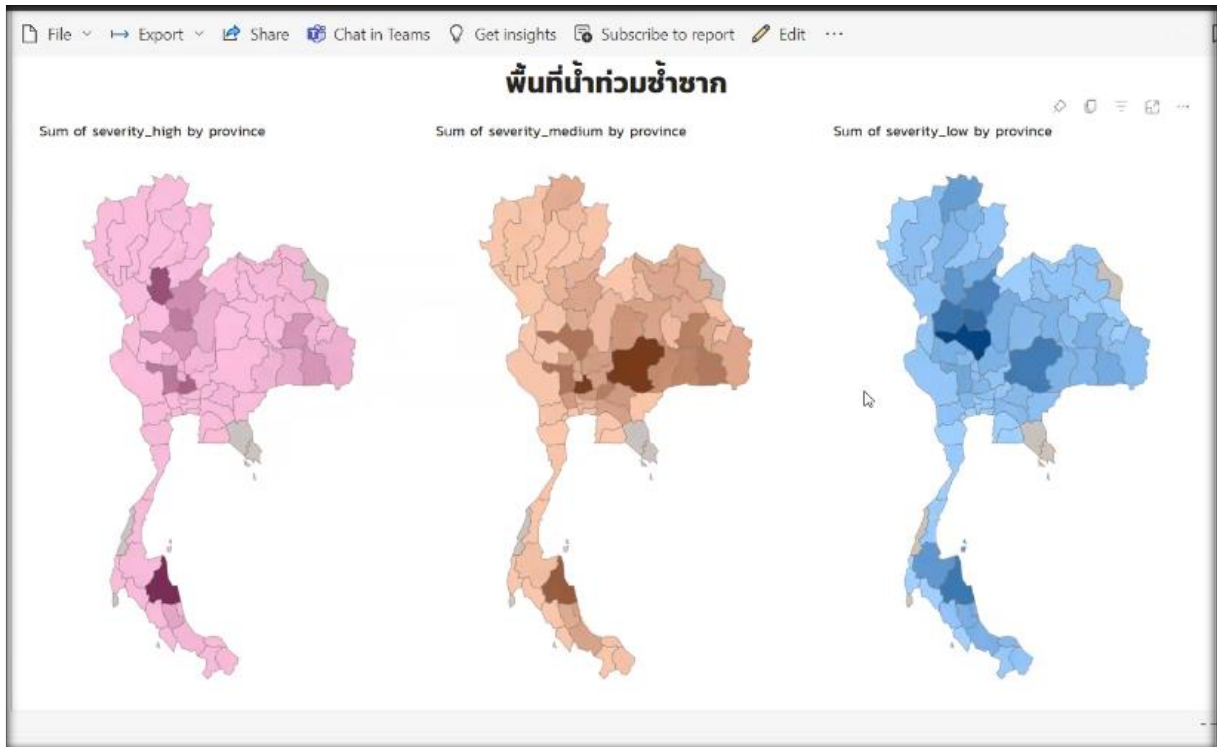 File Export Share Chat in Teams Get insights Subscribe to report Edit ...
พื้นที่น้ำท่วมซ้ำซาก
Sum of severity_high by province
Sum of severity_medium by province
Sum of severity_low by province